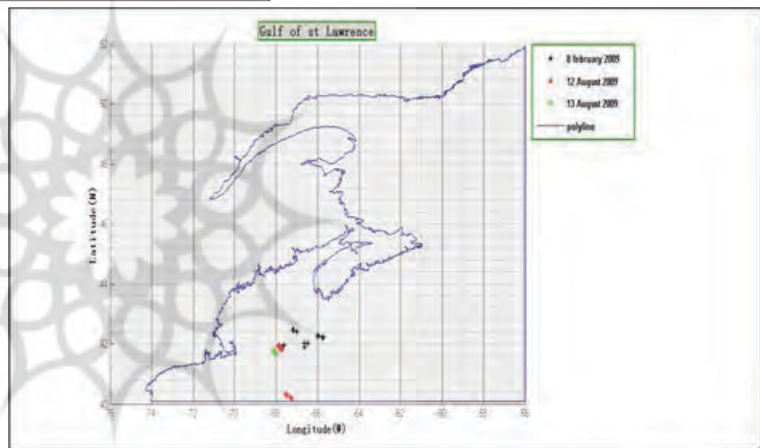 Gulf of st Lawrence
8 february 2009
12 August 2009
13 August 2009
polyline
Latitude(N)
-74
-72
-70
-68
-66
-64
-62
-60
-58
-56
Longitude(W)